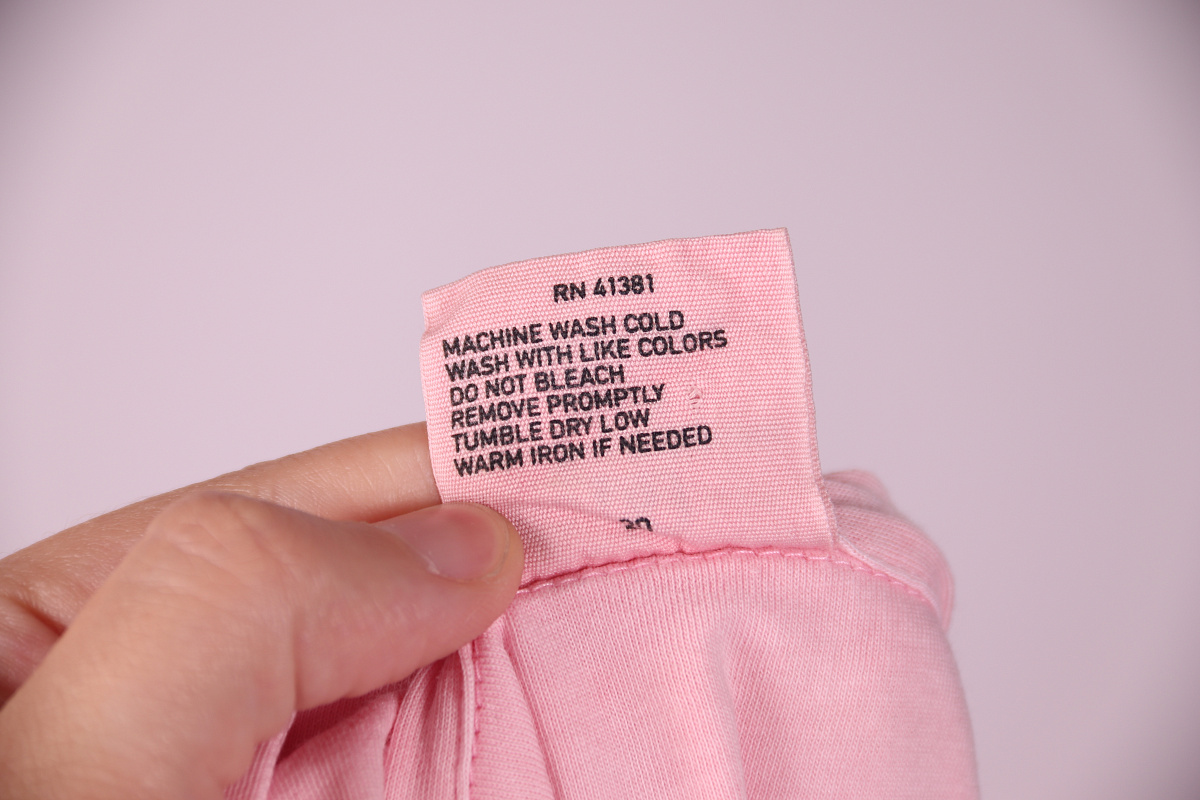 RN 41381
MACHINE WASH COLD
WASH WITH LIKE COLORS
DO NOT BLEACH
REMOVE PROMPTLY
TUMBLE DRY LOW
WARM IRON IF NEEDED